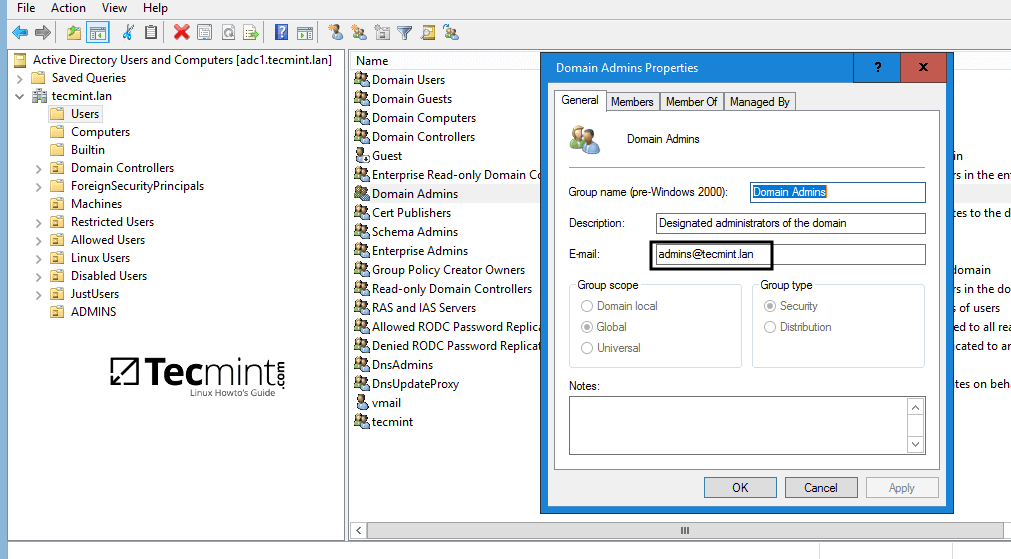 File Action View Help
Active Directory Users and Computers [adc1.tecmint.lan]
Saved Queries
tecmint.lan
Users
Computers
Builtin
Domain Controllers
ForeignSecurityPrincipals
Machines
Restricted Users
Allowed Users
Linux Users
Disabled Users
JustUsers
ADMINS
Tecmint.com
Linux Howto's Guide
Name
Domain Users
Domain Guests
Domain Computers
Domain Controllers
Guest
Enterprise Read-only Domain Co
Domain Admins
Cert Publishers
Schema Admins
Enterprise Admins
Group Policy Creator Owners
Read-only Domain Controllers
RAS and IAS Servers
Allowed RODC Password Replica
Denied RODC Password Replicat
DnsAdmins
DnsUpdateProxy
vmail
tecmint
Domain Admins Properties
? X
General Members Member Of Managed By
Domain Admins
Group name (pre-Windows 2000): Domain Admins
Description: Designated administrators of the domain
E-mail: admins@tecmint.lan
Group scope
Domain local
Global
Universal
Group type
Security
Distribution
Notes:
OK Cancel Apply
in
rs in the ent
tes to the d
domain
rs in the do
s of users
ed to all rea
icated to an
tes on beha